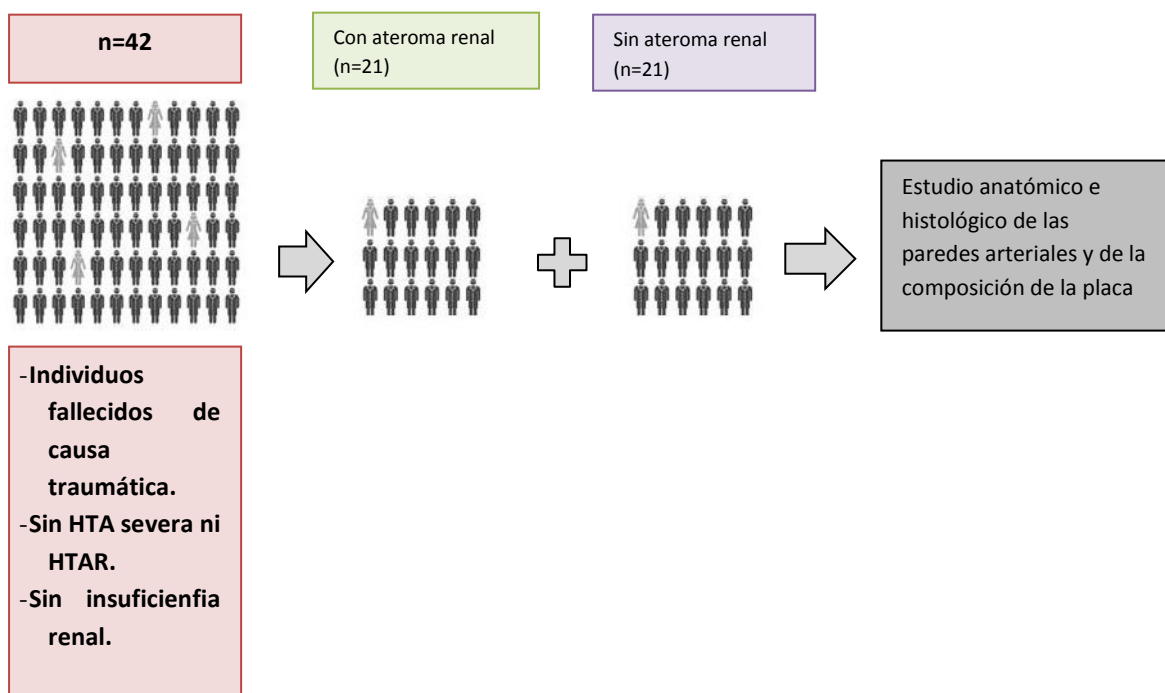 n=42
Con ateroma renal
(n=21)
Sin ateroma renal
(n=21)
Estudio anatómico e
histológico de las
paredes arteriales y de la
composición de la placa
-Individuos
fallecidos de
causa
traumática.
-Sin HTA severa ni
HTAR.
-Sin insuficienfia
renal.